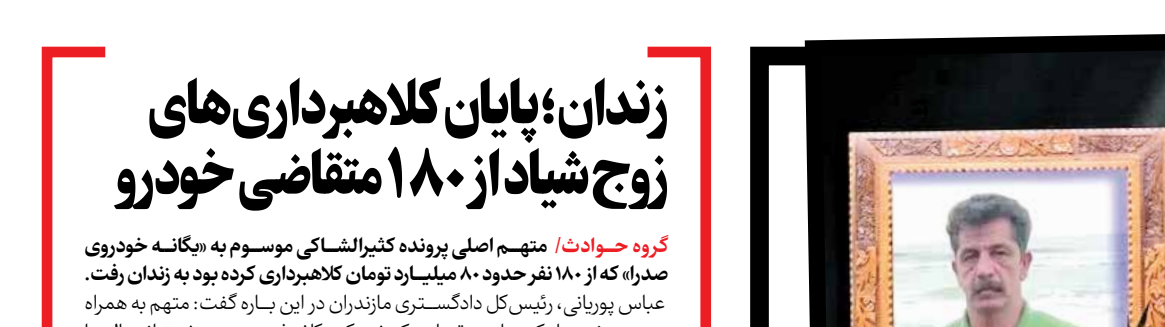 زندان؛ پایان کلاهبرداری‌های
زوج شیاد از ۱۸۰ متقاضی خودرو
گروه حـوادث/ متهـم اصلی پرونده کثیرالشـاکی موسـوم به «یگانـه خودروی
صدرا» که از ۱۸۰ نفر حدود ۸۰ میلیـارد تومان کلاهبرداری کرده بود به زندان رفت.
عباس پوریانی، رئیس‌کل دادگسـتری مازندران در این بـاره گفت: متهم به همراه